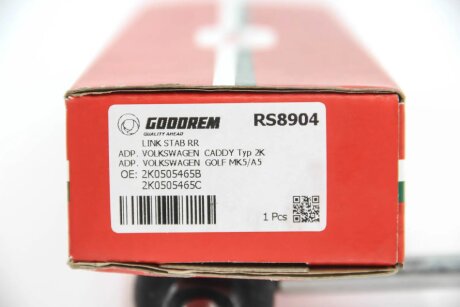 GOODREM
QUALITY AHEAD
RS8904
LINK STAB RR
ADP. VOLKSWAGEN CADDY Typ 2K
ADP. VOLKSWAGEN GOLF MK5/A5
OE: 2K0505465B
2K0505465C
1 Pcs